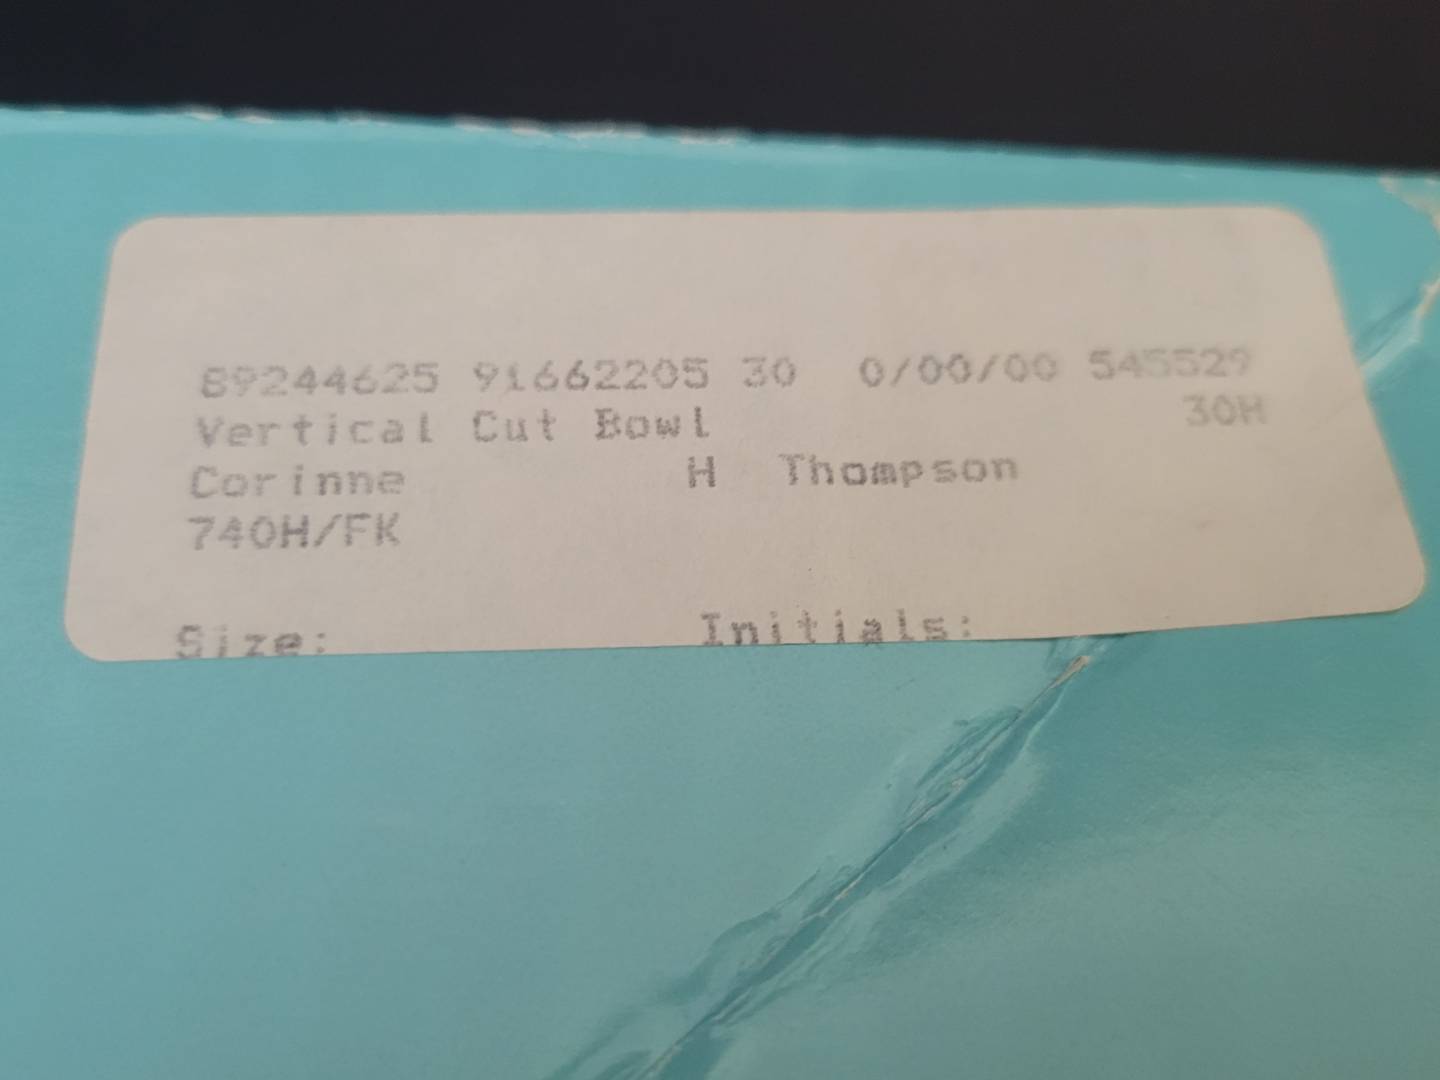 89244625 91662205 30 0/00/00 545529
Vertical Cut Bowl 30H
Corinne H Thompson
740H/FK
Size: Initials: